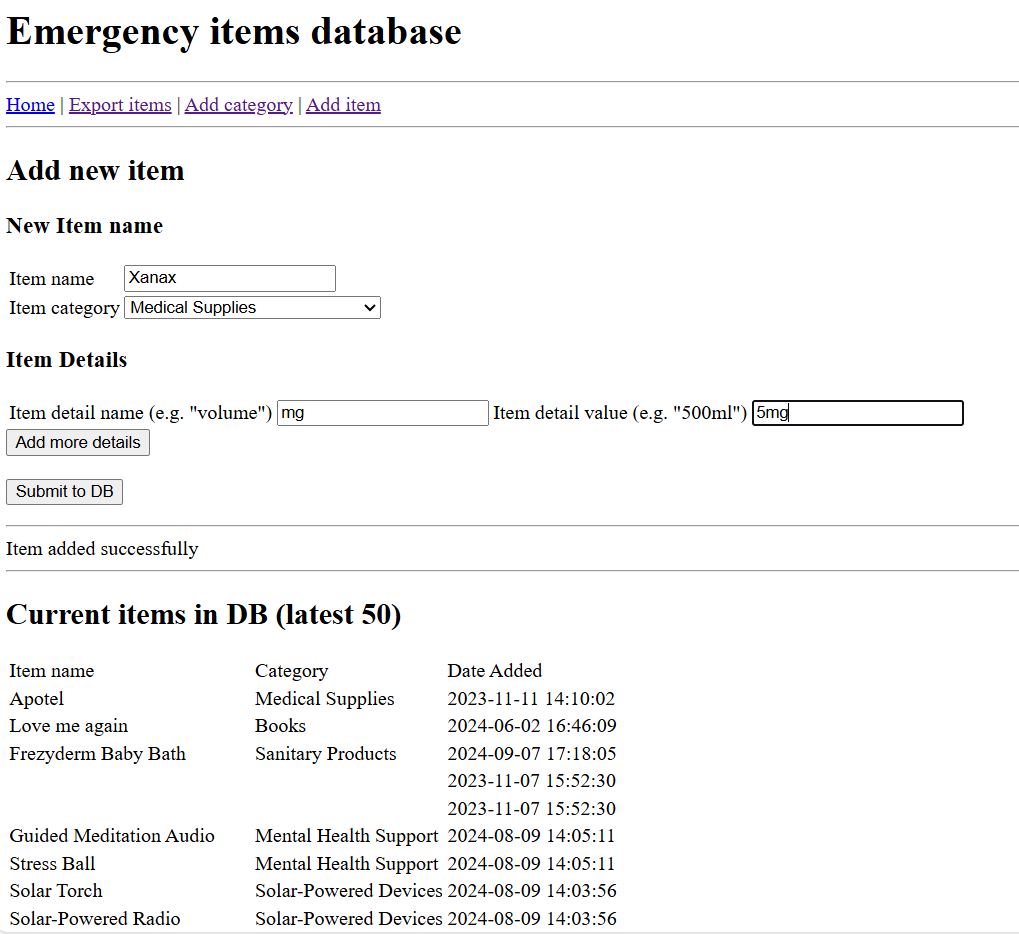 Emergency items database
Home | Export items | Add category | Add item
Add new item
New Item name
Item name Xanax
Item category Medical Supplies
Item Details
Item detail name (e.g. "volume") mg Item detail value (e.g. "500ml") 5mg
Add more details
Submit to DB
Item added successfully
Current items in DB (latest 50)
Item name Category Date Added
Apotel Medical Supplies 2023-11-11 14:10:02
Love me again Books 2024-06-02 16:46:09
Frezyderm Baby Bath Sanitary Products 2024-09-07 17:18:05
2023-11-07 15:52:30
2023-11-07 15:52:30
Guided Meditation Audio Mental Health Support 2024-08-09 14:05:11
Stress Ball Mental Health Support 2024-08-09 14:05:11
Solar Torch Solar-Powered Devices 2024-08-09 14:03:56
Solar-Powered Radio Solar-Powered Devices 2024-08-09 14:03:56